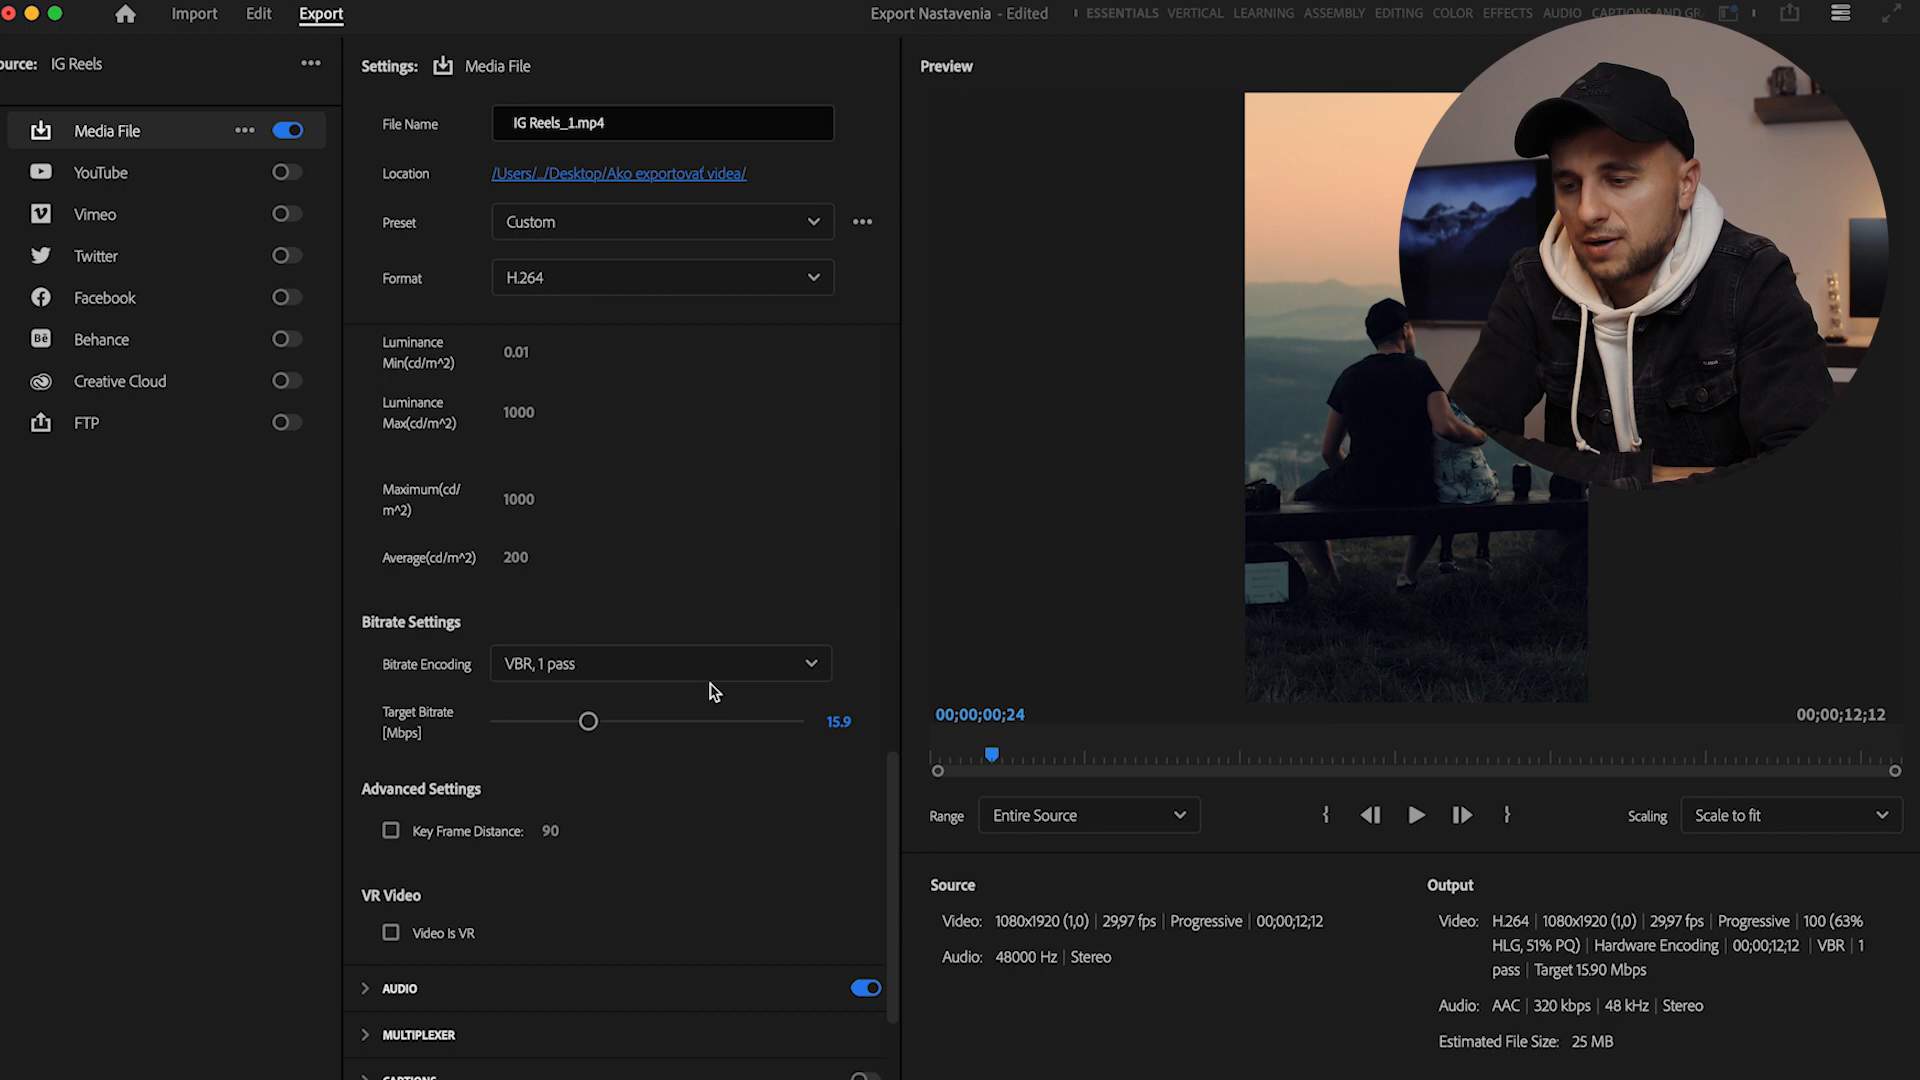 Import Edit Export
Export Nastavenia - Edited
ESSENTIALS VERTICAL LEARNING ASSEMBLY EDITING COLOR EFFECTS AUDIO CAPTIONS AND GR
ource: IG Reels
Settings: Media File
Preview
Media File
YouTube
Vimeo
Twitter
Facebook
Behance
Creative Cloud
FTP
File Name IG Reels_1.mp4
Location /Users/.../Desktop/Ako exportovať videa/
Preset Custom
Format H.264
Luminance
Min(cd/m^2) 0.01
Luminance
Max(cd/m^2) 1000
Maximum(cd/
m^2) 1000
Average(cd/m^2) 200
Bitrate Settings
Bitrate Encoding VBR, 1 pass
Target Bitrate
[Mbps] 15.9
Advanced Settings
Key Frame Distance: 90
VR Video
Video Is VR
AUDIO
MULTIPLEXER
CAPTIONS
00;00;00;24 00;00;12;12
Range Entire Source
Scaling Scale to fit
Source
Video: 1080x1920 (1,0) | 29,97 fps | Progressive | 00;00;12;12
Audio: 48000 Hz | Stereo
Output
Video: H.264 | 1080x1920 (1,0) | 29,97 fps | Progressive | 100 (63%
HLG, 51% PQ) | Hardware Encoding | 00;00;12;12 | VBR | 1
pass | Target 15.90 Mbps
Audio: AAC | 320 kbps | 48 kHz | Stereo
Estimated File Size: 25 MB